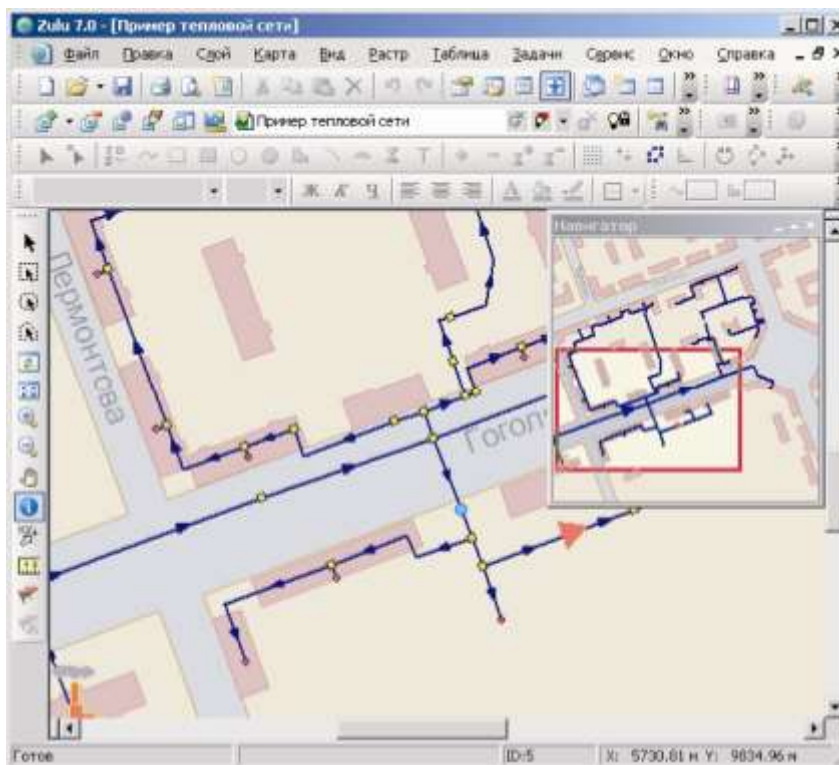 Zulu 7.0 - [Пример тепловой сети]
Файл Правка Слой Карта Вид Растр Таблица Задачи Сервис Окно Справка
Пример тепловой сети
Ж К Ч
Навигатор
Лермонтова
Гогол
Готов ID:5 X: 5730.81 м Y: 9834.96 м